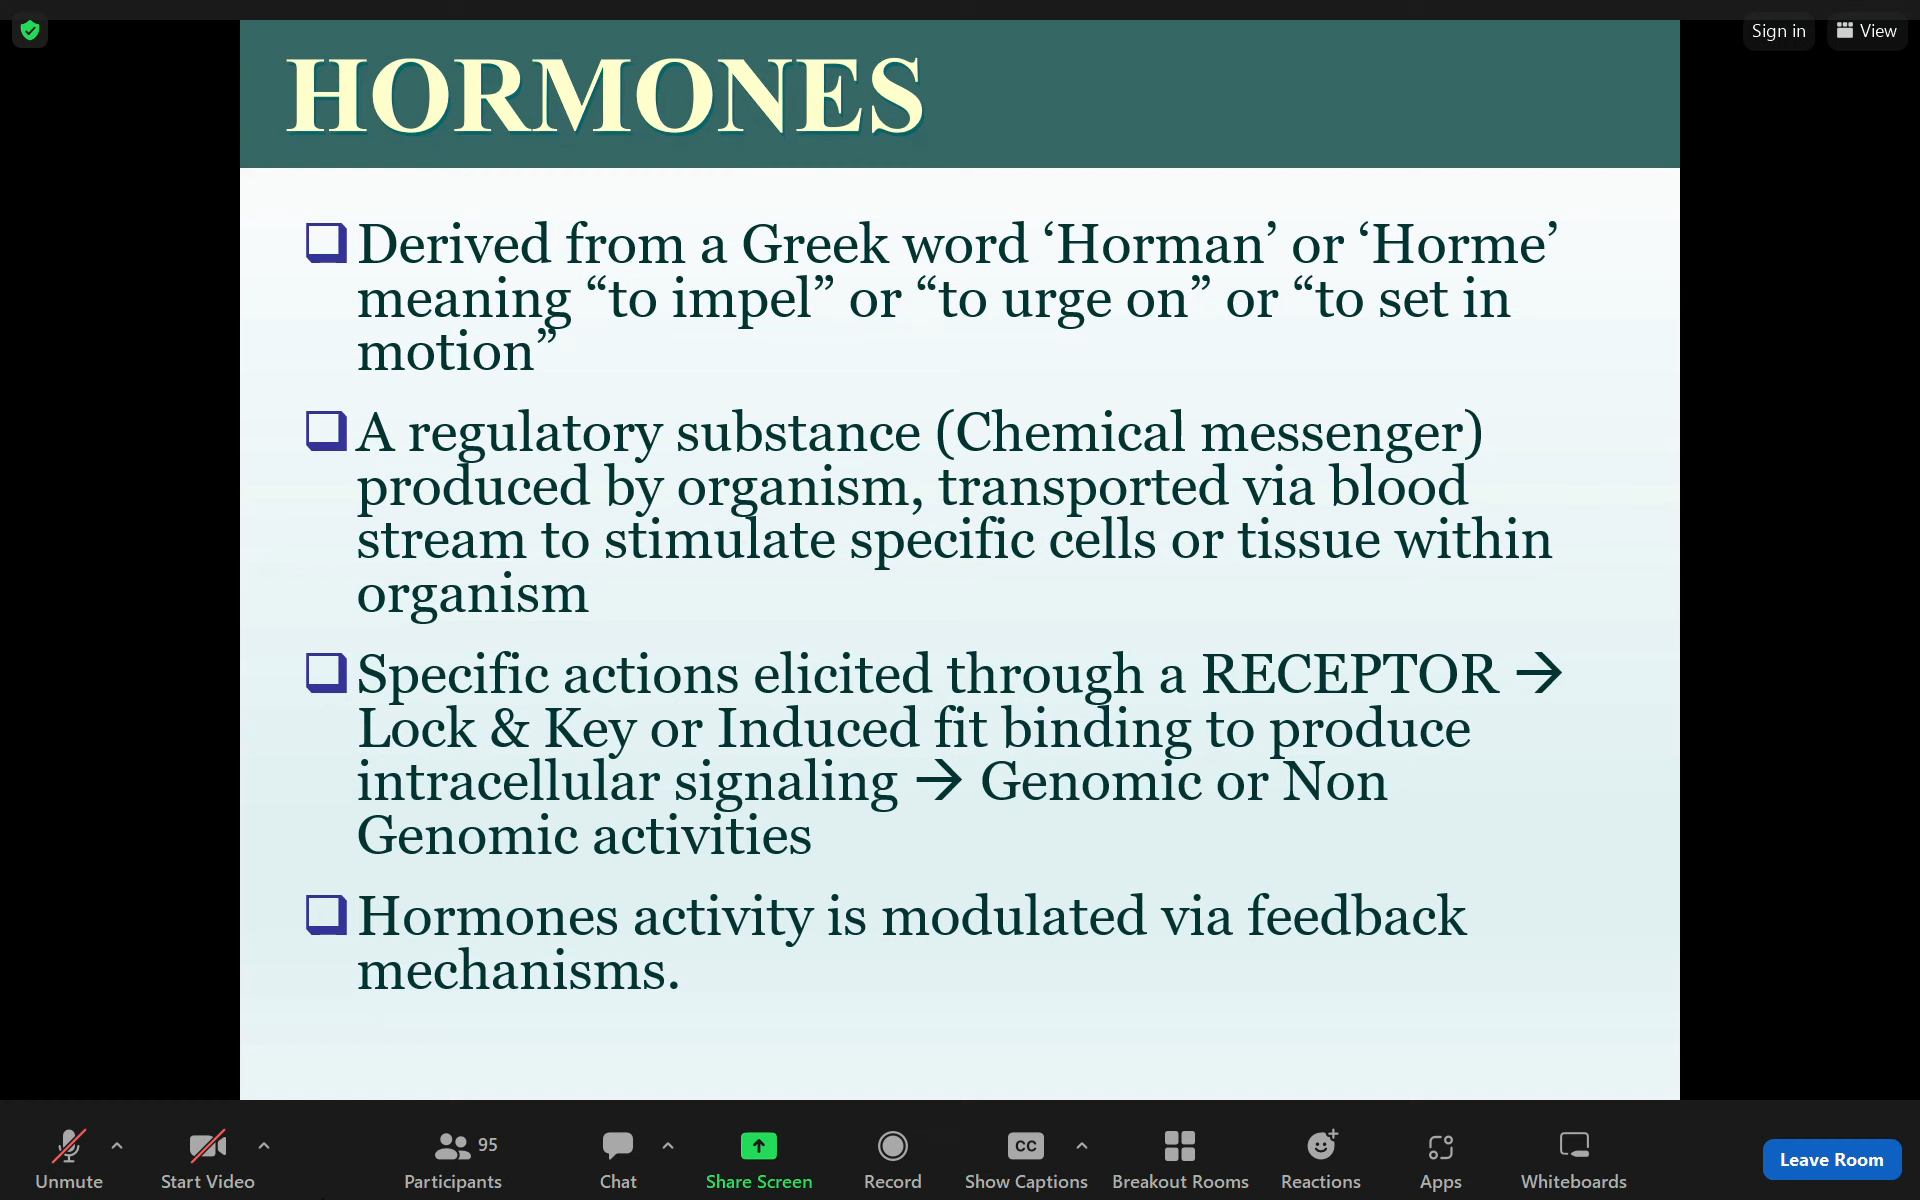 Sign in
View
HORMONES
Derived from a Greek word ‘Horman’ or ‘Horme’
meaning “to impel” or “to urge on” or “to set in
motion”
A regulatory substance (Chemical messenger)
produced by organism, transported via blood
stream to stimulate specific cells or tissue within
organism
Specific actions elicited through a RECEPTOR →
Lock & Key or Induced fit binding to produce
intracellular signaling → Genomic or Non
Genomic activities
Hormones activity is modulated via feedback
mechanisms.
95
CC
Unmute
Start Video
Participants
Chat
Share Screen
Record
Show Captions
Breakout Rooms
Reactions
Apps
Whiteboards
Leave Room